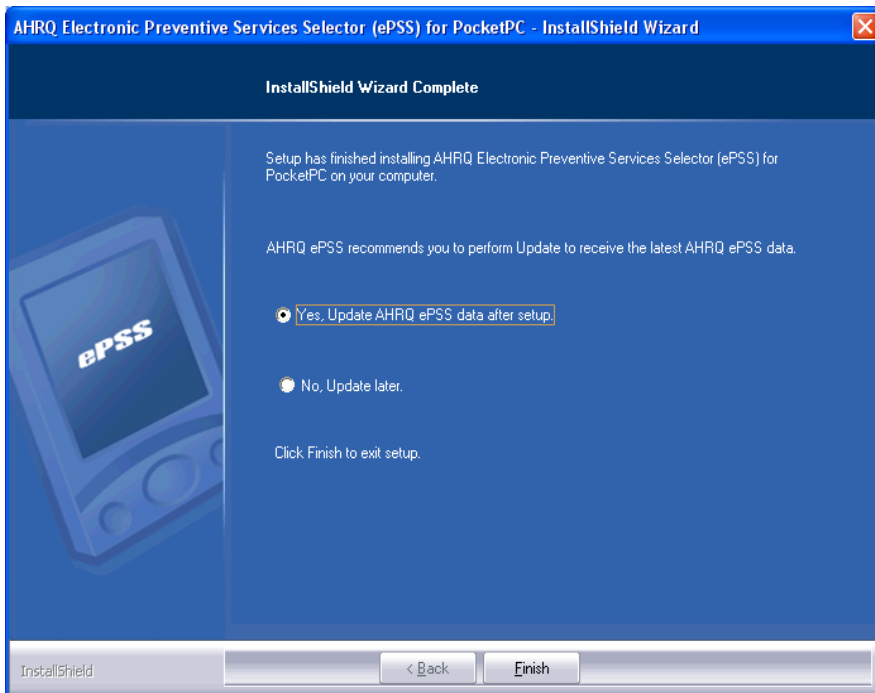 AHRQ Electronic Preventive Services Selector (ePSS) for PocketPC - InstallShield Wizard
InstallShield Wizard Complete
Setup has finished installing AHRQ Electronic Preventive Services Selector (ePSS) for
PocketPC on your computer.
AHRQ ePSS recommends you to perform Update to receive the latest AHRQ ePSS data.
Yes, Update AHRQ ePSS data after setup.
ePSS
No, Update later.
Click Finish to exit setup.
InstallShield
< Back
Finish